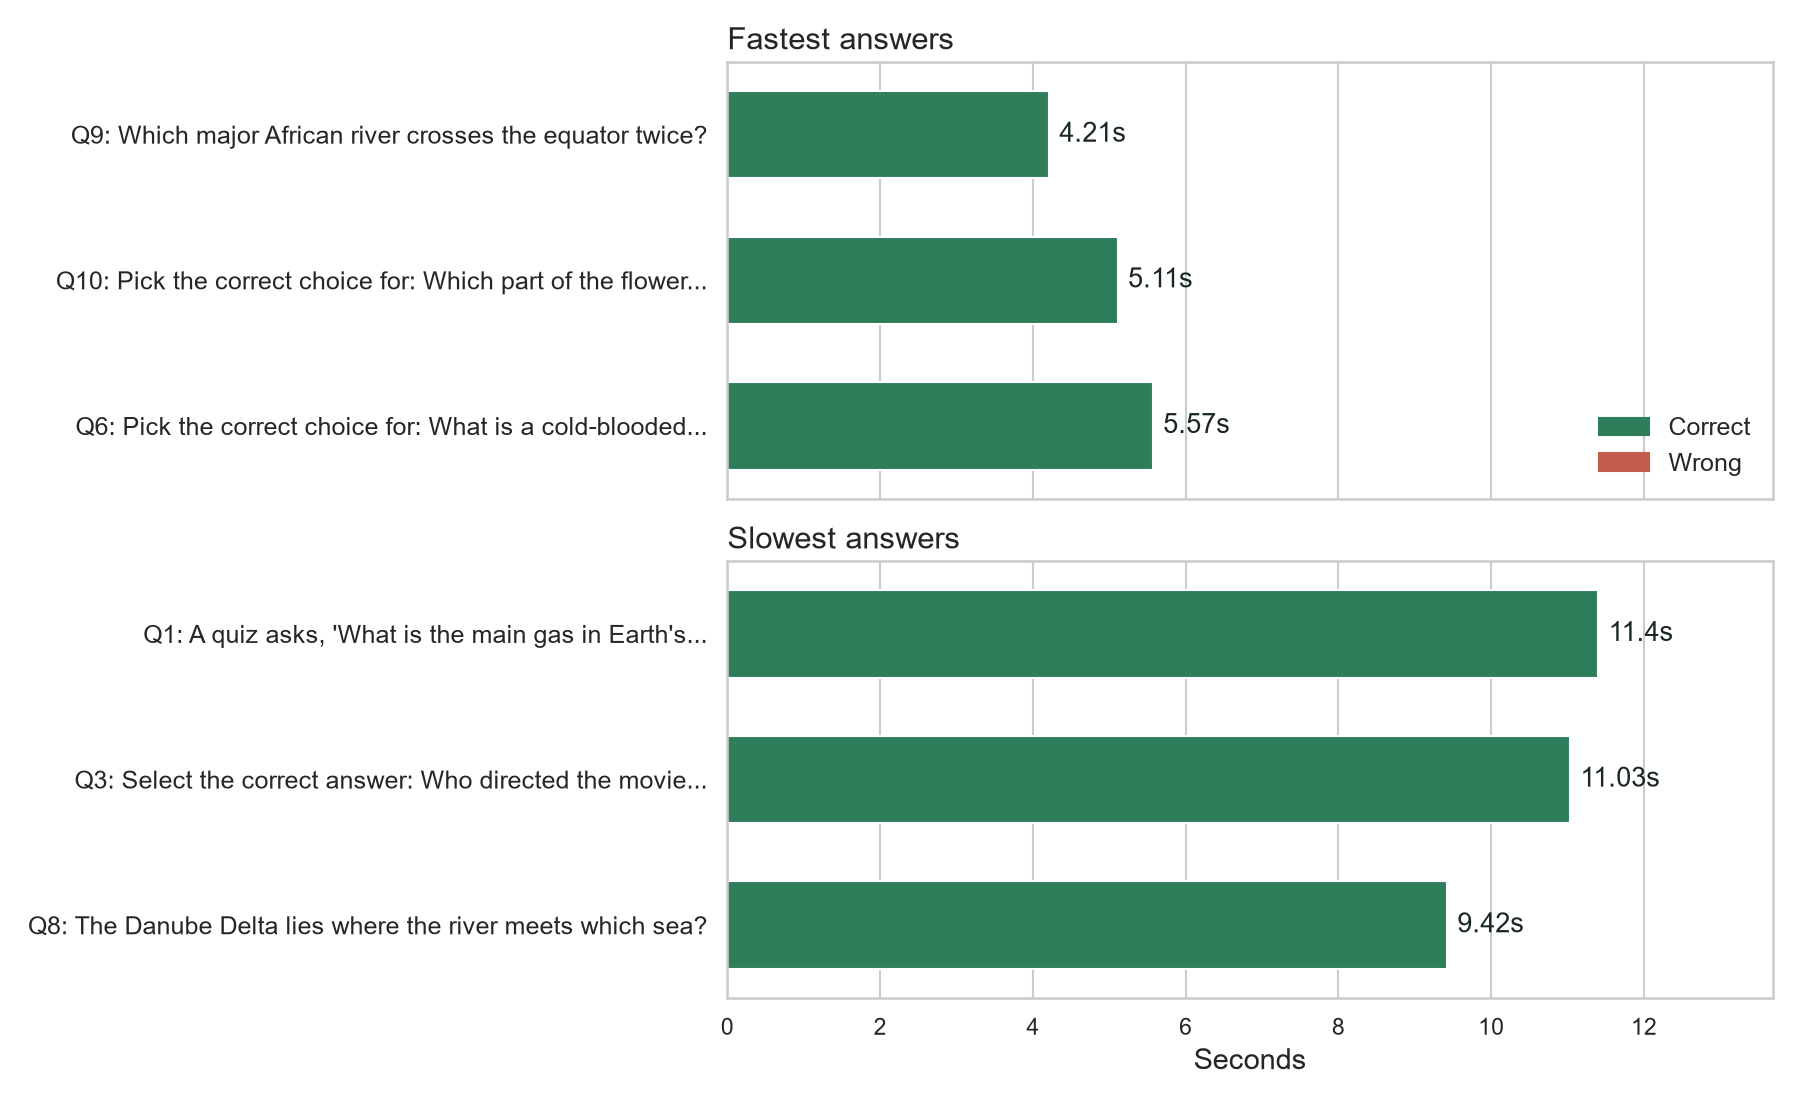 Fastest answers
Q9: Which major African river crosses the equator twice?
4.21s
Q10: Pick the correct choice for: Which part of the flower...
5.11s
Q6: Pick the correct choice for: What is a cold-blooded...
5.57s
Correct
Wrong
Slowest answers
Q1: A quiz asks, 'What is the main gas in Earth's...
11.4s
Q3: Select the correct answer: Who directed the movie...
11.03s
Q8: The Danube Delta lies where the river meets which sea?
9.42s
0 2 4 6 8 10 12
Seconds